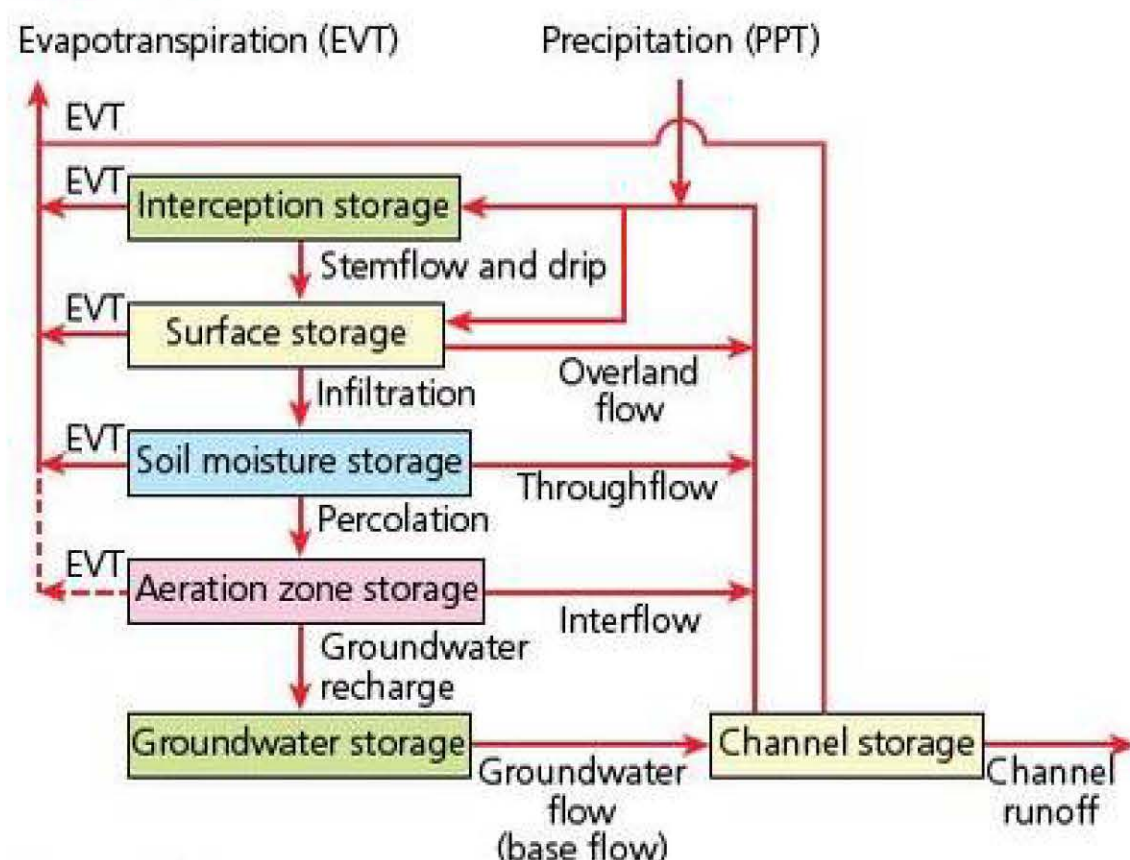 Evapotranspiration (EVT)
Precipitation (PPT)
EVT
EVT
Interception storage
Stemflow and drip
EVT
Surface storage
Overland
flow
Infiltration
EVT
Soil moisture storage
Throughflow
Percolation
EVT
Aeration zone storage
Interflow
Groundwater
recharge
Groundwater storage
Channel storage
Groundwater
flow
(base flow)
Channel
runoff